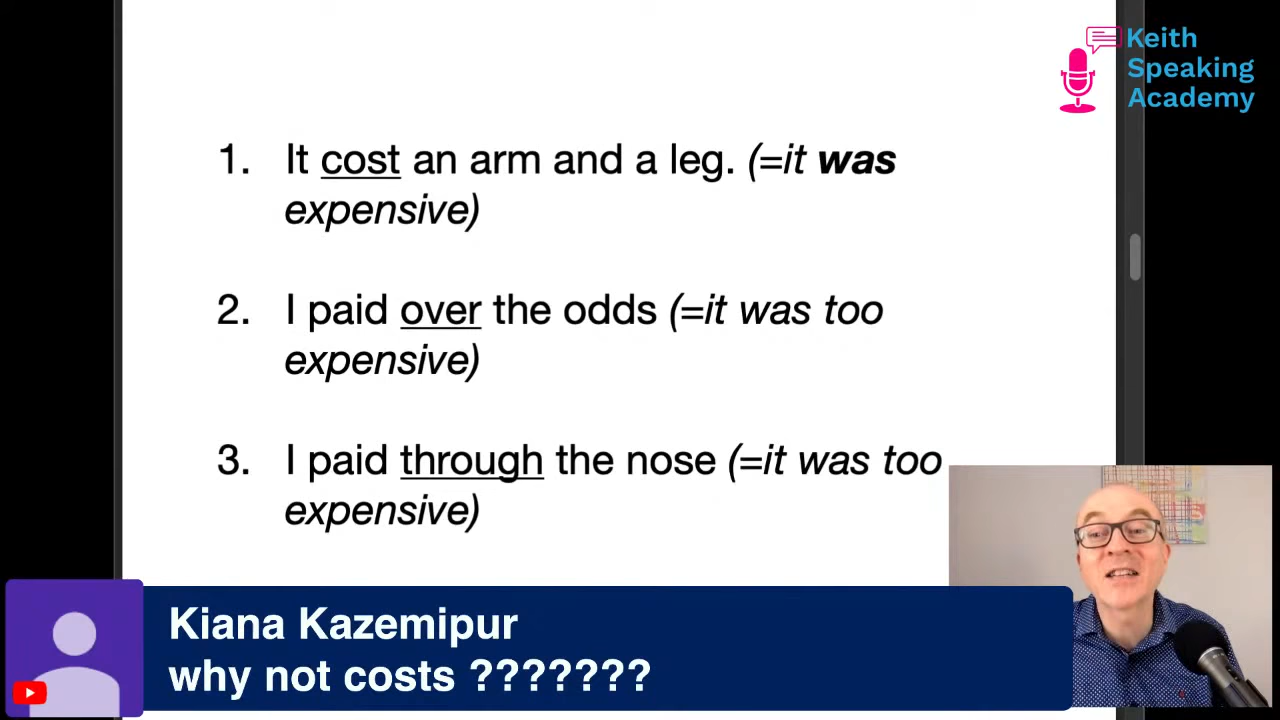 Keith
Speaking
Academy
1. It cost an arm and a leg. (=it was
expensive)
2. I paid over the odds (=it was too
expensive)
3. I paid through the nose (=it was too
expensive)
Kiana Kazemipur
why not costs ???????